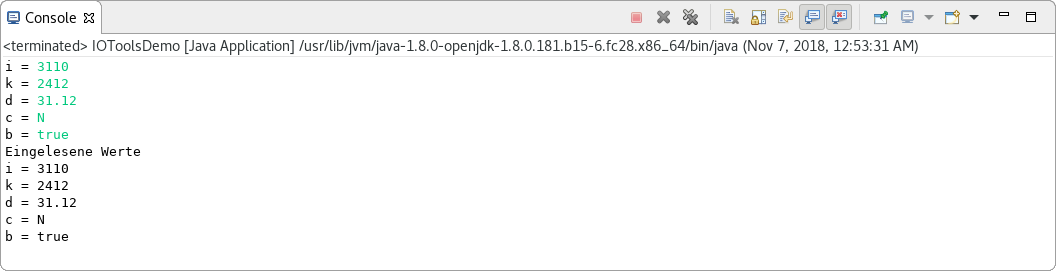 Console
<terminated> IOToolsDemo [Java Application] /usr/lib/jvm/java-1.8.0-openjdk-1.8.0.181.b15-6.fc28.x86_64/bin/java (Nov 7, 2018, 12:53:31 AM)
i = 3110
k = 2412
d = 31.12
c = N
b = true
Eingelesene Werte
i = 3110
k = 2412
d = 31.12
c = N
b = true